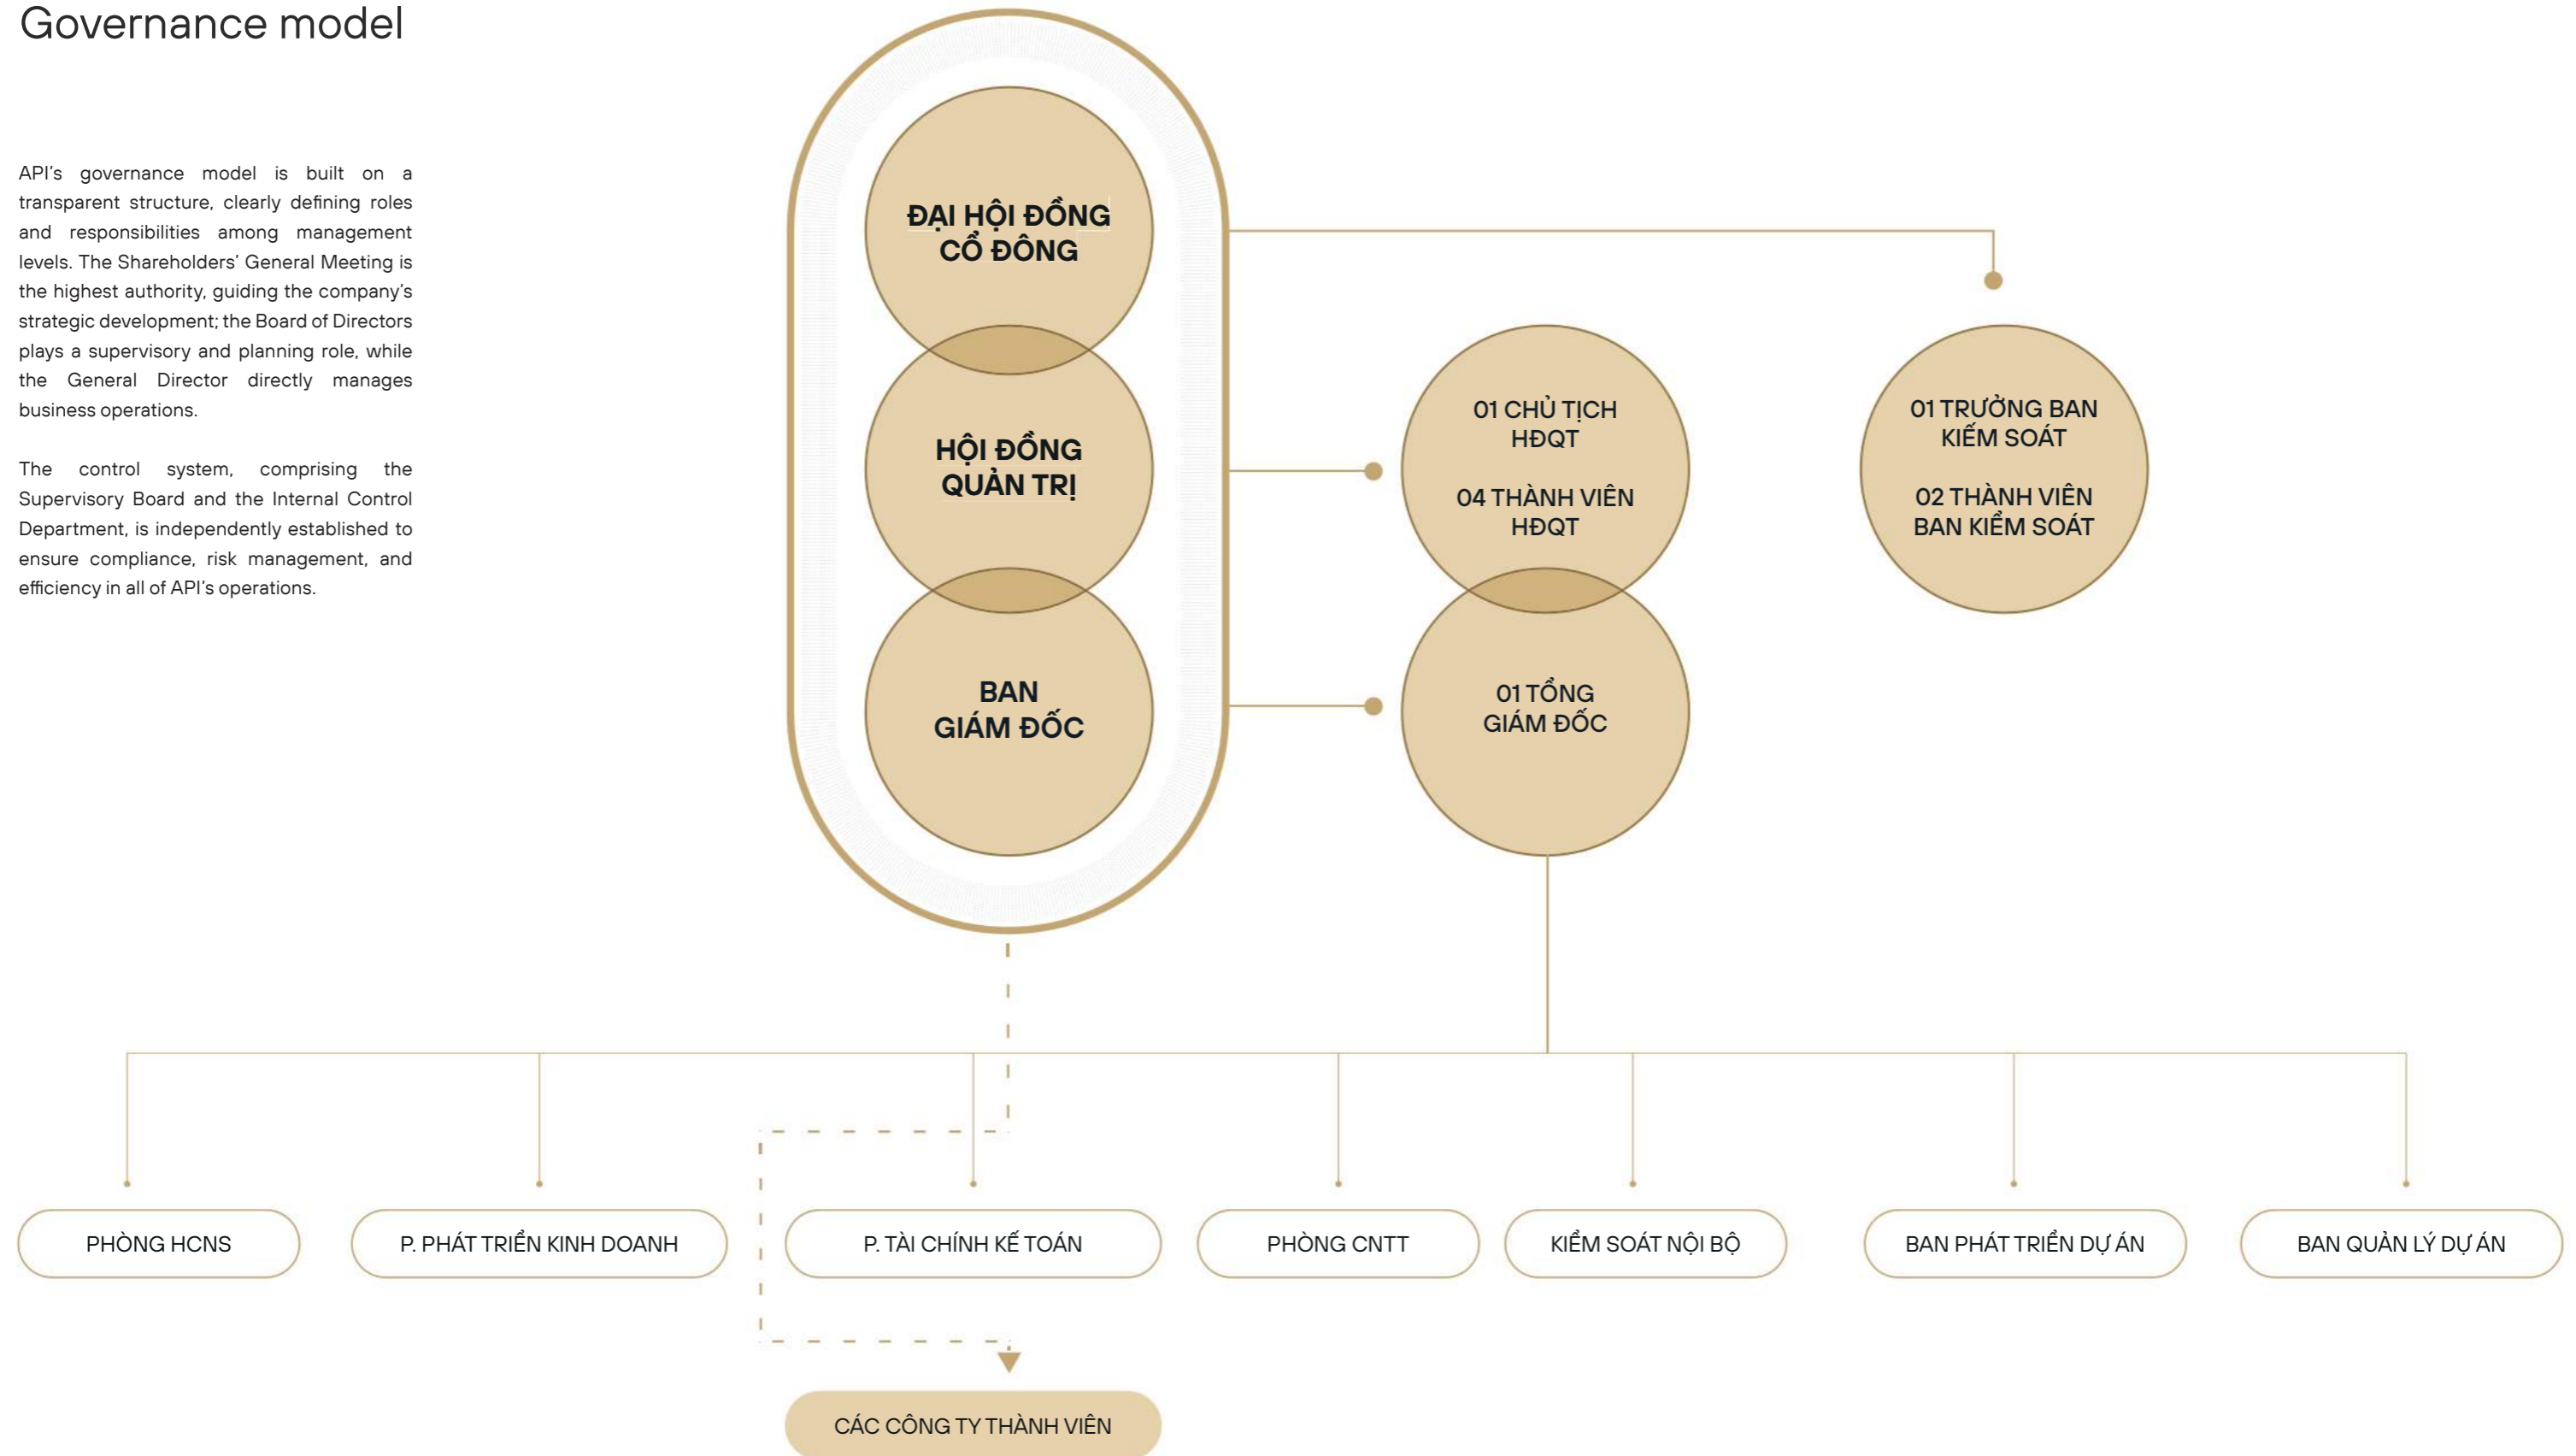 Governance model
API's governance model is built on a
transparent structure, clearly defining roles
and responsibilities among management
levels. The Shareholders' General Meeting is
the highest authority, guiding the company's
strategic development; the Board of Directors
plays a supervisory and planning role, while
the General Director directly manages
business operations.
The control system, comprising the
Supervisory Board and the Internal Control
Department, is independently established to
ensure compliance, risk management, and
efficiency in all of API's operations.
ĐẠI HỘI ĐỒNG
CỔ ĐÔNG
HỘI ĐỒNG
QUẢN TRỊ
BAN
GIÁM ĐỐC
01 CHỦ TỊCH
HĐQT
04 THÀNH VIÊN
HĐQT
01 TỔNG
GIÁM ĐỐC
01 TRƯỞNG BAN
KIỂM SOÁT
02 THÀNH VIÊN
BAN KIỂM SOÁT
PHÒNG HCNS
P. PHÁT TRIỂN KINH DOANH
P. TÀI CHÍNH KẾ TOÁN
PHÒNG CNTT
KIỂM SOÁT NỘI BỘ
BAN PHÁT TRIỂN DỰ ÁN
BAN QUẢN LÝ DỰ ÁN
CÁC CÔNG TY THÀNH VIÊN